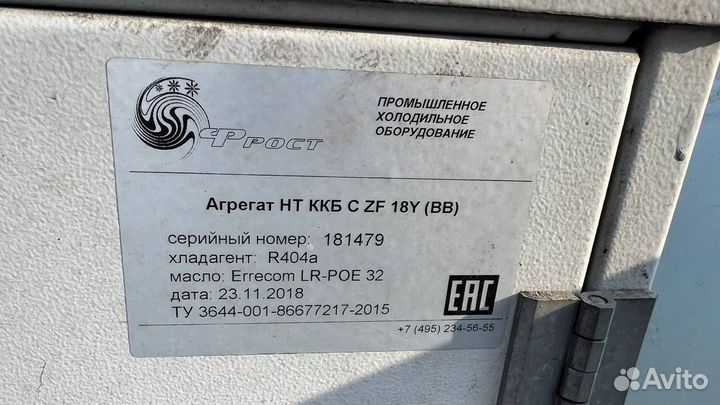 Фрост
ПРОМЫШЛЕННОЕ
ХОЛОДИЛЬНОЕ
ОБОРУДОВАНИЕ
Агрегат НТ ККБ С ZF 18Y (BB)
серийный номер: 181479
хладагент: R404a
масло: Errecom LR-POE 32
дата: 23.11.2018
ТУ 3644-001-86677217-2015
EAC
+7 (495) 234-56-55
Avito